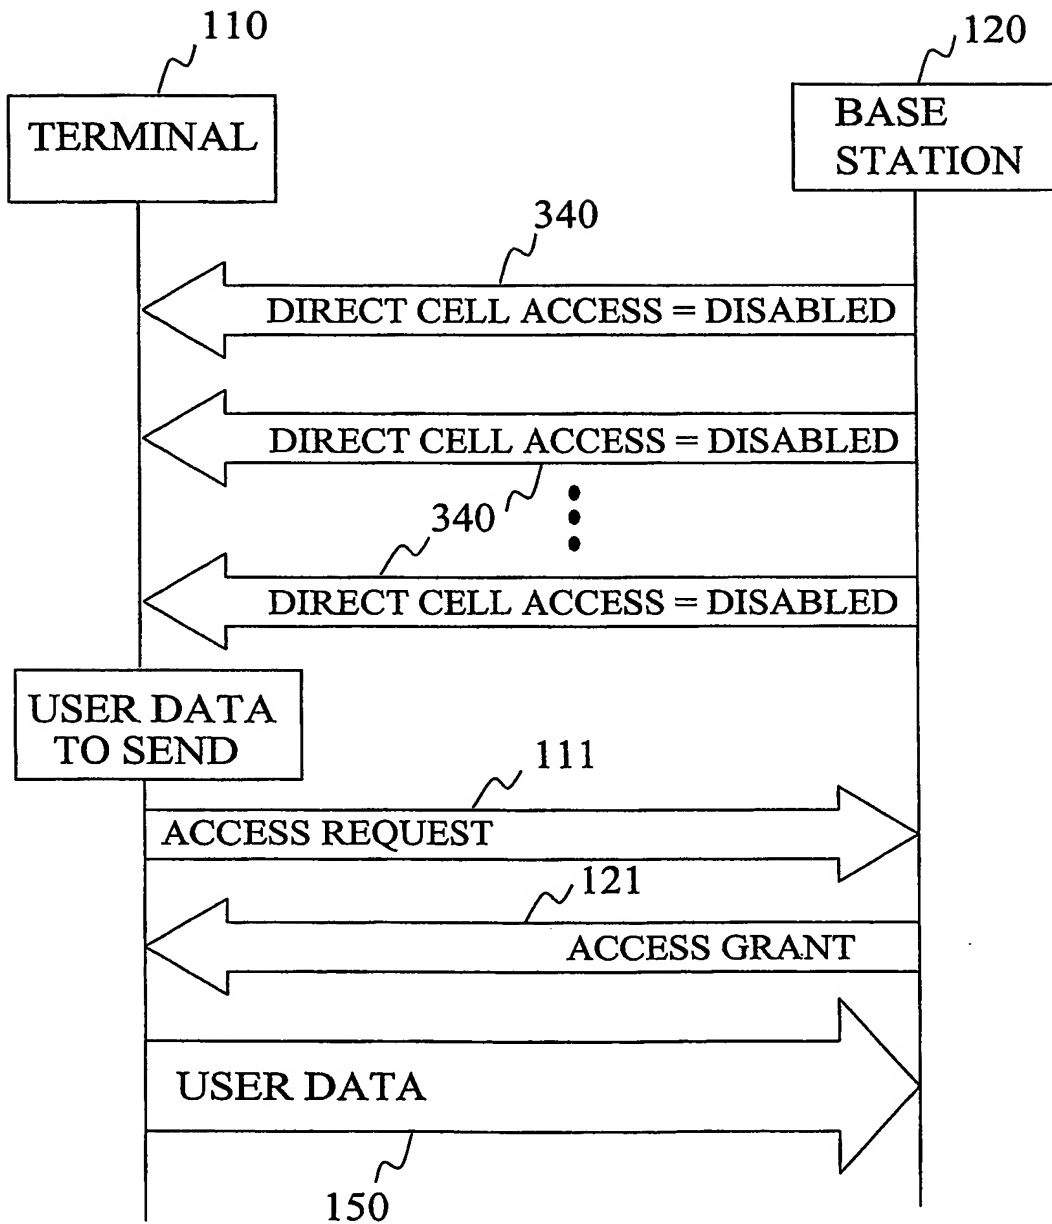 110
120
TERMINAL
BASE
STATION
340
DIRECT CELL ACCESS = DISABLED
DIRECT CELL ACCESS = DISABLED
340
DIRECT CELL ACCESS = DISABLED
USER DATA
TO SEND
111
ACCESS REQUEST
121
ACCESS GRANT
USER DATA
150